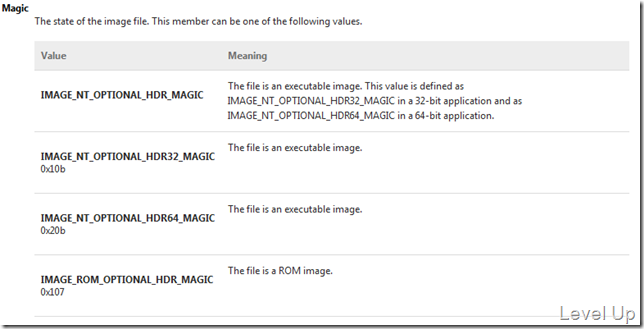 Magic
The state of the image file. This member can be one of the following values.
Value Meaning
IMAGE_NT_OPTIONAL_HDR_MAGIC
The file is an executable image. This value is defined as
IMAGE_NT_OPTIONAL_HDR32_MAGIC in a 32-bit application and as
IMAGE_NT_OPTIONAL_HDR64_MAGIC in a 64-bit application.
IMAGE_NT_OPTIONAL_HDR32_MAGIC
0x10b
The file is an executable image.
IMAGE_NT_OPTIONAL_HDR64_MAGIC
0x20b
The file is an executable image.
IMAGE_ROM_OPTIONAL_HDR_MAGIC
0x107
The file is a ROM image.
Level Up